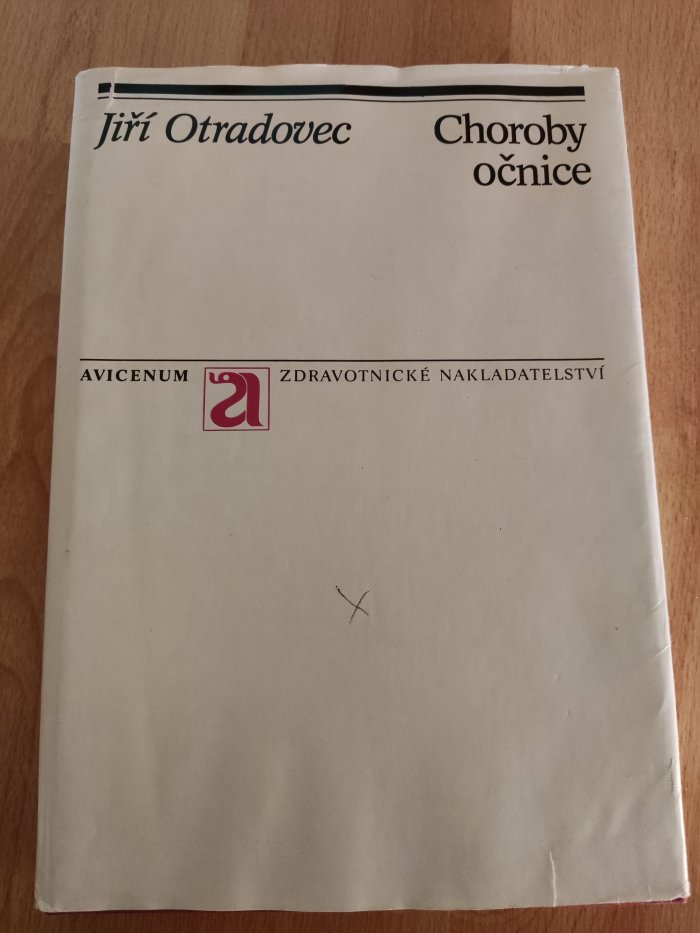 Jiří Otradovec
Choroby
očnice
AVICENUM
ZDRAVOTNICKÉ NAKLADATELSTVÍ